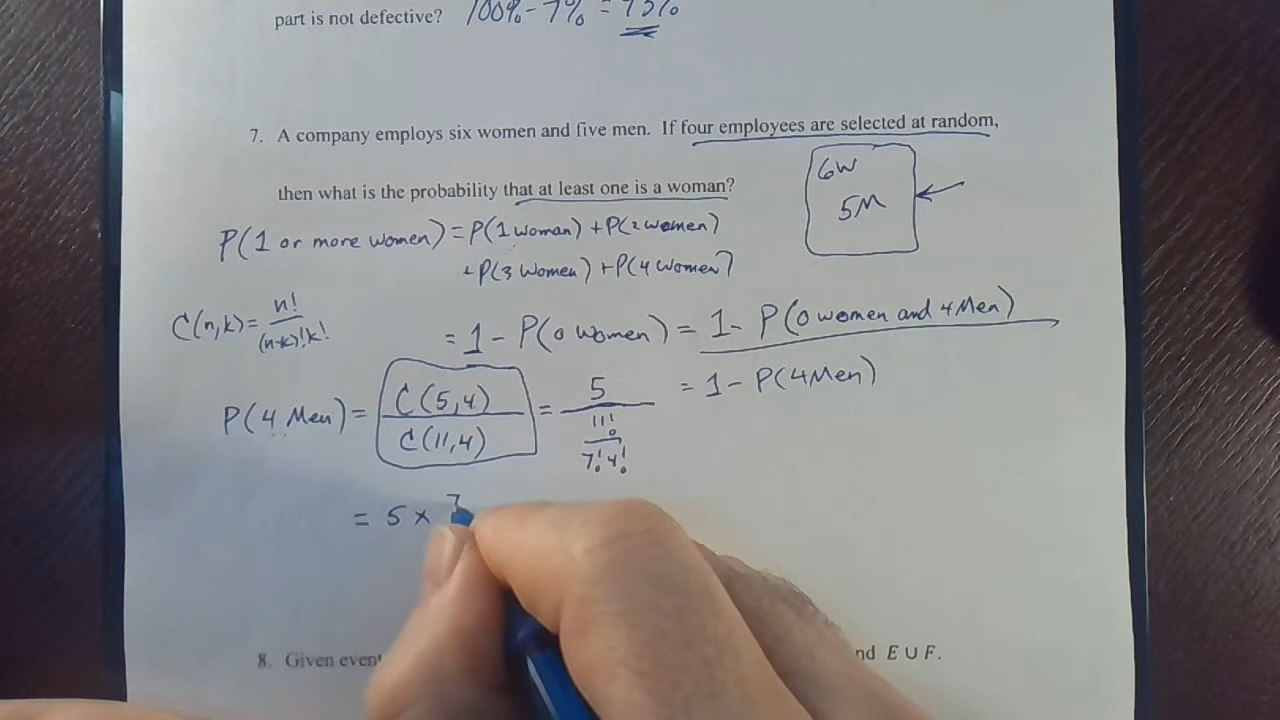 part is not defective? 100% - 7% = 93%
7. A company employs six women and five men. If four employees are selected at random,
6W
then what is the probability that at least one is a woman?
5M
P(1 or more women) = P(1 woman) + P(2 women)
+ P(3 women) + P(4 women)
C(n,k) = n!/(n-k)!k!
= 1 - P(0 women) = 1 - P(0 women and 4 Men)
= 1 - P(4 Men)
P(4 Men) = C(5,4)/C(11,4) = 5/(11!/7!4!)
= 5 × 7
8. Given event
nd E ∪ F.